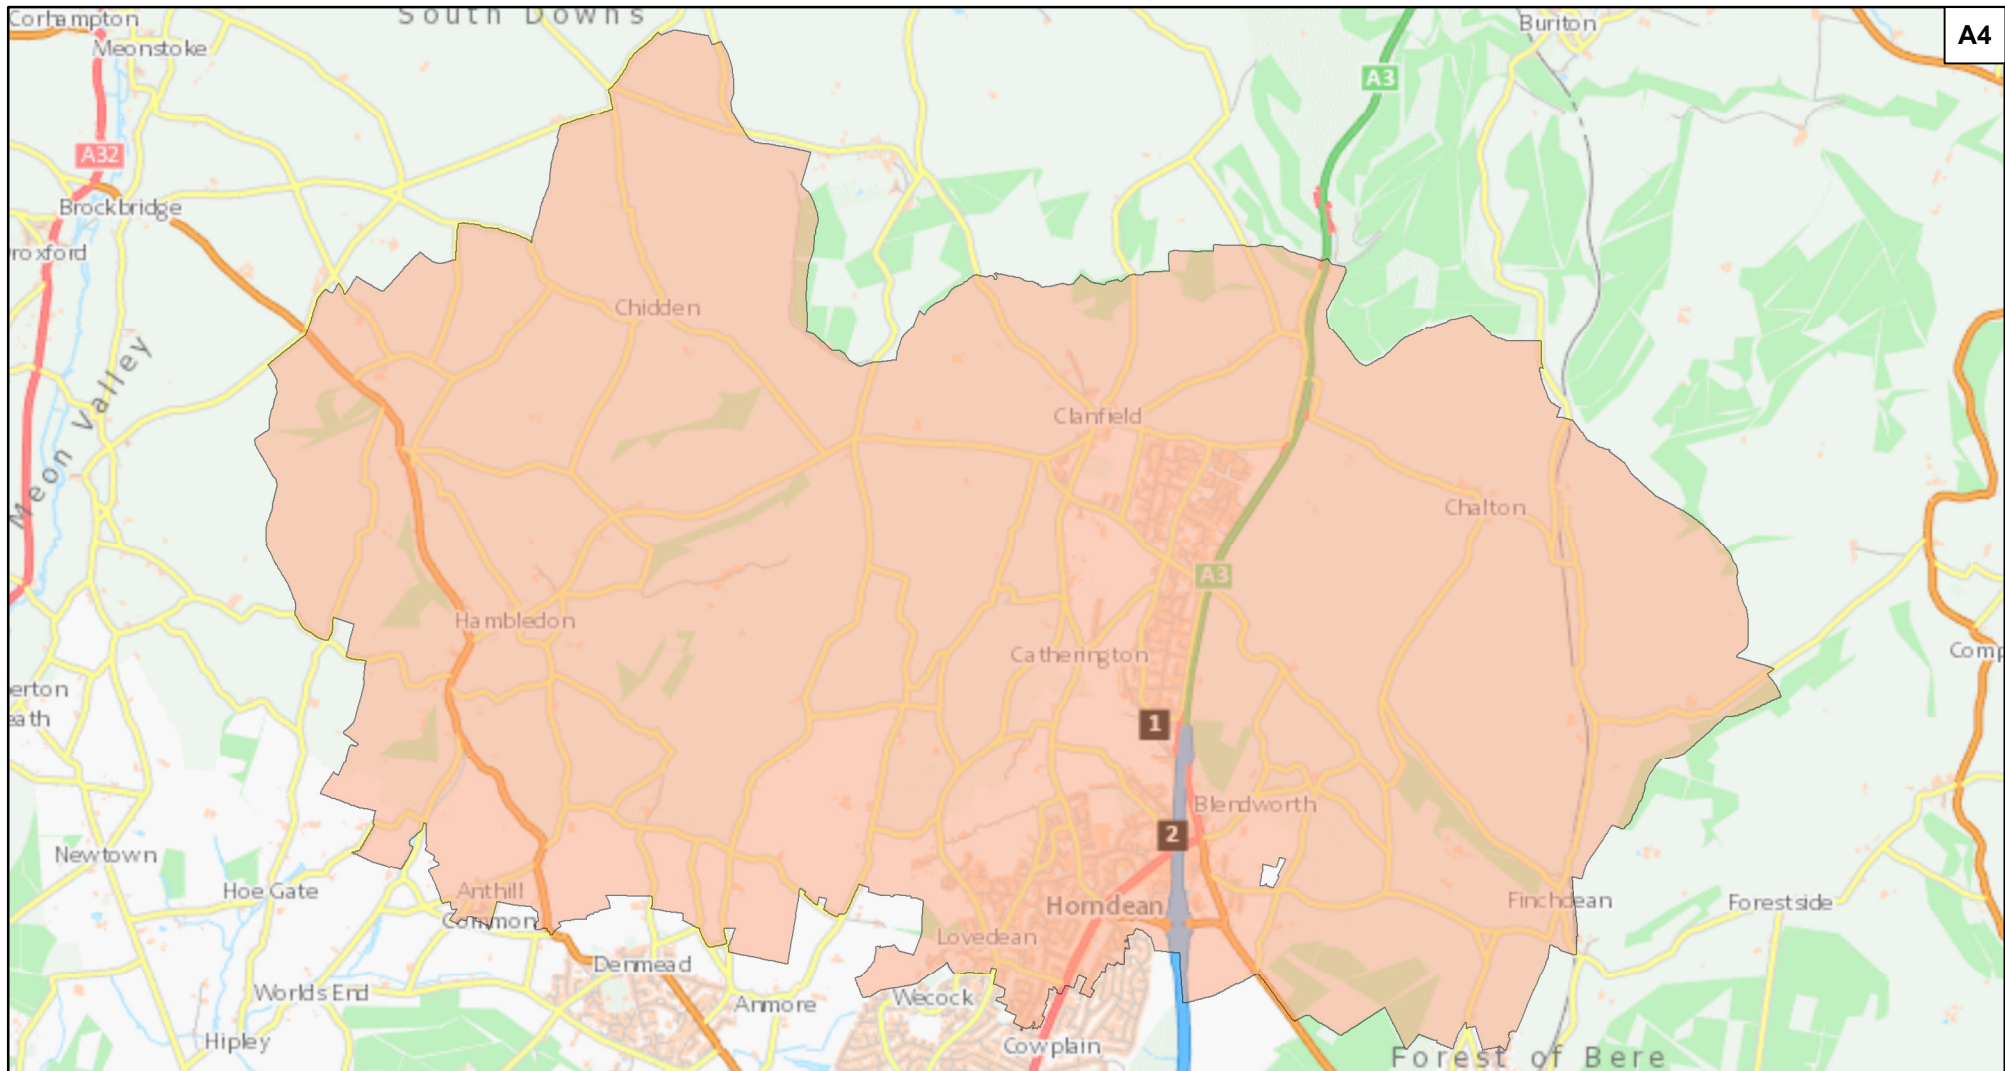 South Downs
Corhampton
Meonstoke
Buriton
A4
A3
A32
Brockbridge
roxford
Chidden
Meon Valley
Clanfield
Chalton
A3
Hambledon
Catherington
Comp
erton
eath
1
Blendworth
2
Newtown
Hoe Gate
Anthill
Common
Horndean
Finchdean
Forestside
Lovedean
Denmead
Worlds End
Wecock
Anmore
Hipley
Cowplain
Forest of Bere